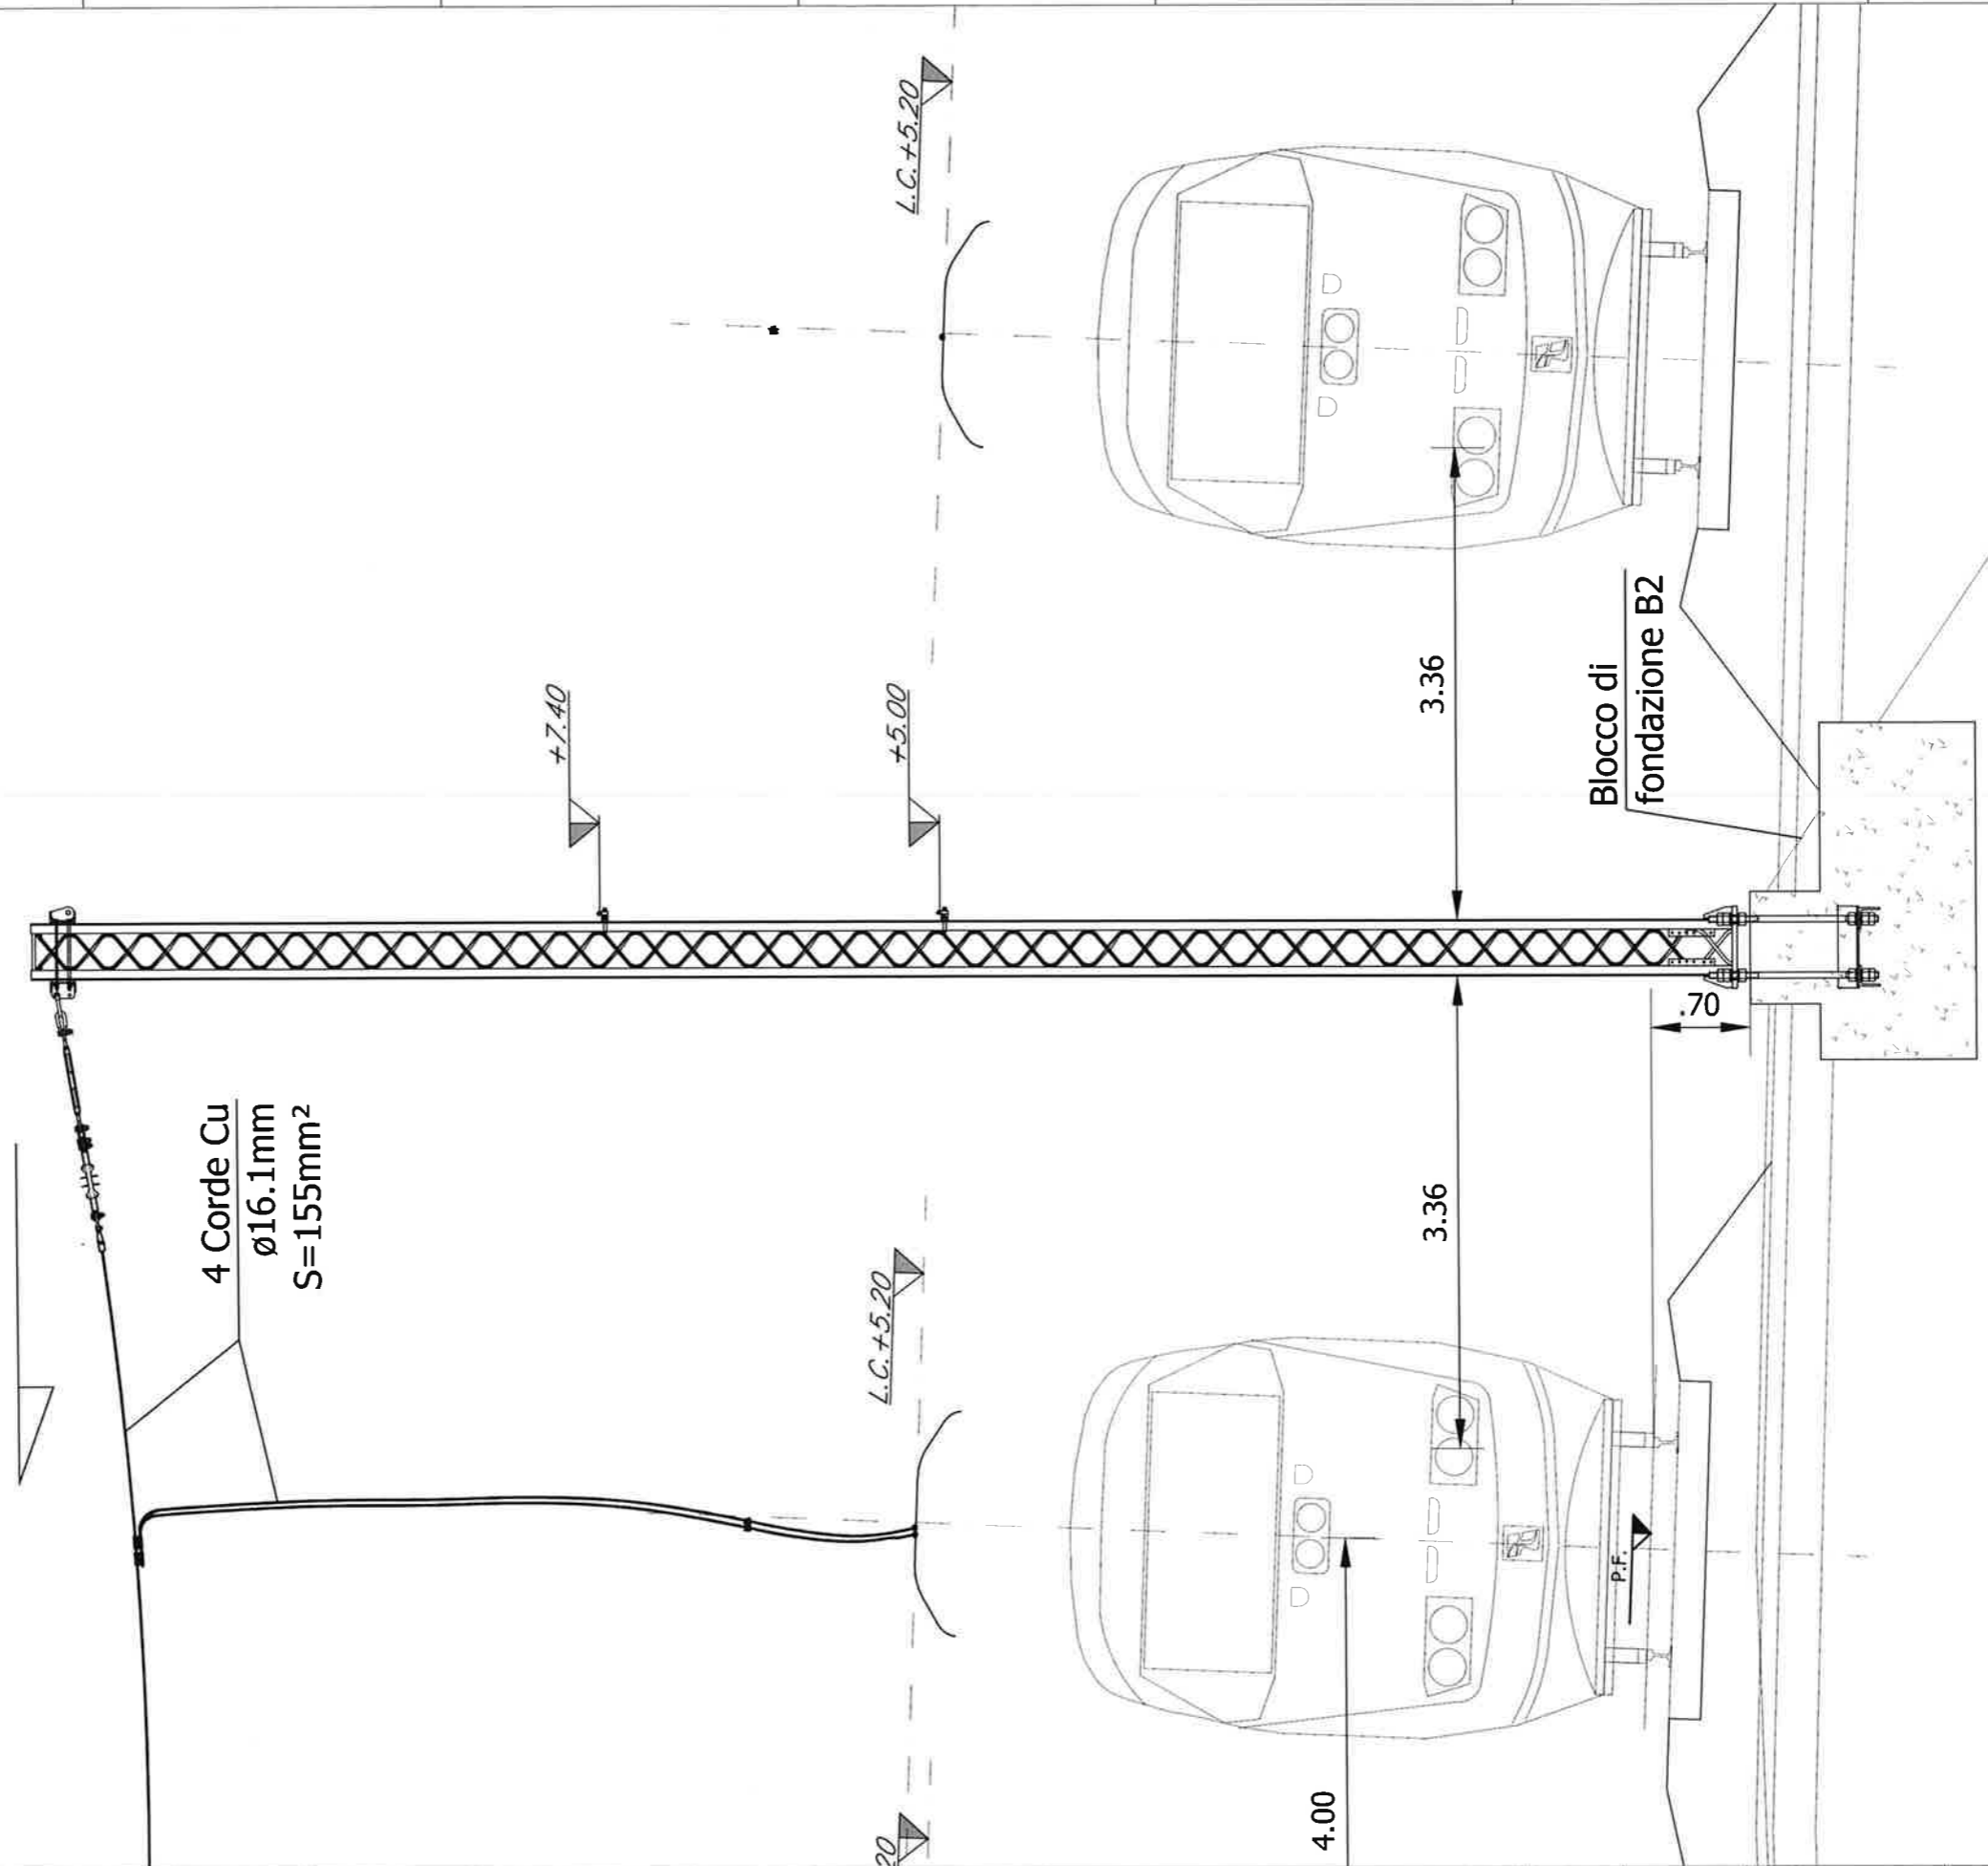 L.C.+5.20
+7.40
+5.00
3.36
Blocco di
fondazione B2
.70
4 Corde Cu
ø16.1mm
S=155mm²
3.36
L.C.+5.20
P.F.
4.00
20